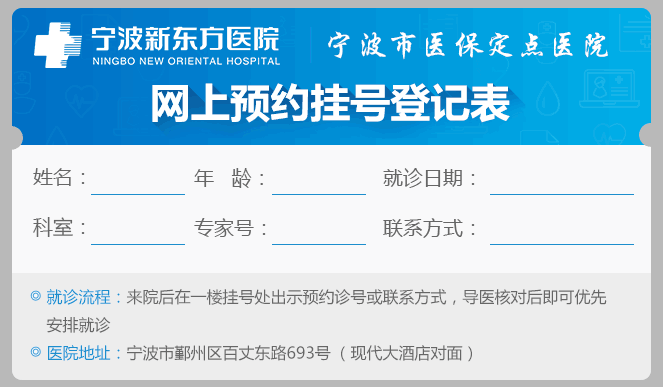 宁波新东方医院
NINGBO NEW ORIENTAL HOSPITAL
宁波市医保定点医院
网上预约挂号登记表
姓名： 年 龄： 就诊日期：
科室： 专家号： 联系方式：
就诊流程：来院后在一楼挂号处出示预约诊号或联系方式，导医核对后即可优先
安排就诊
医院地址：宁波市鄞州区百丈东路693号（现代大酒店对面）